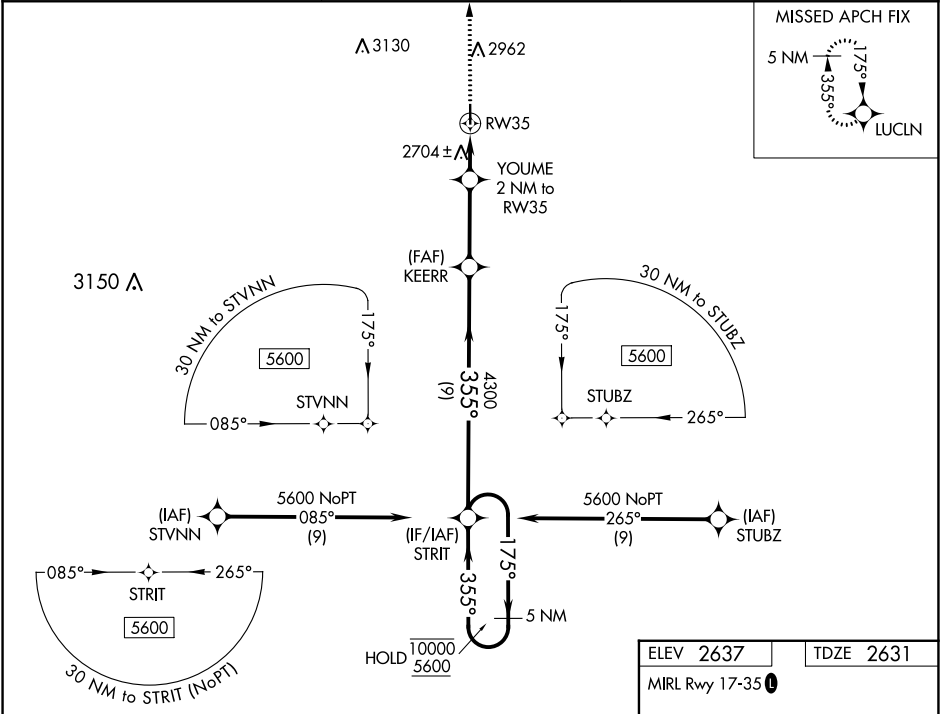 MISSED APCH FIX
5 NM
175°
355°
LUCLN
3130
2962
RW35
2704±
YOUME
2 NM to
RW35
(FAF)
KEERR
3150
30 NM to STVNN
175°
5600
STVNN
085°
30 NM to STUBZ
175°
5600
STUBZ
265°
4300
355°
(9)
(IAF)
STVNN
5600 NoPT
085°
(9)
(IF/IAF)
STRIT
5600 NoPT
265°
(9)
(IAF)
STUBZ
175°
355°
5 NM
HOLD
10000
5600
085°
265°
STRIT
5600
30 NM to STRIT (NoPT)
ELEV 2637
TDZE 2631
MIRL Rwy 17-35 L